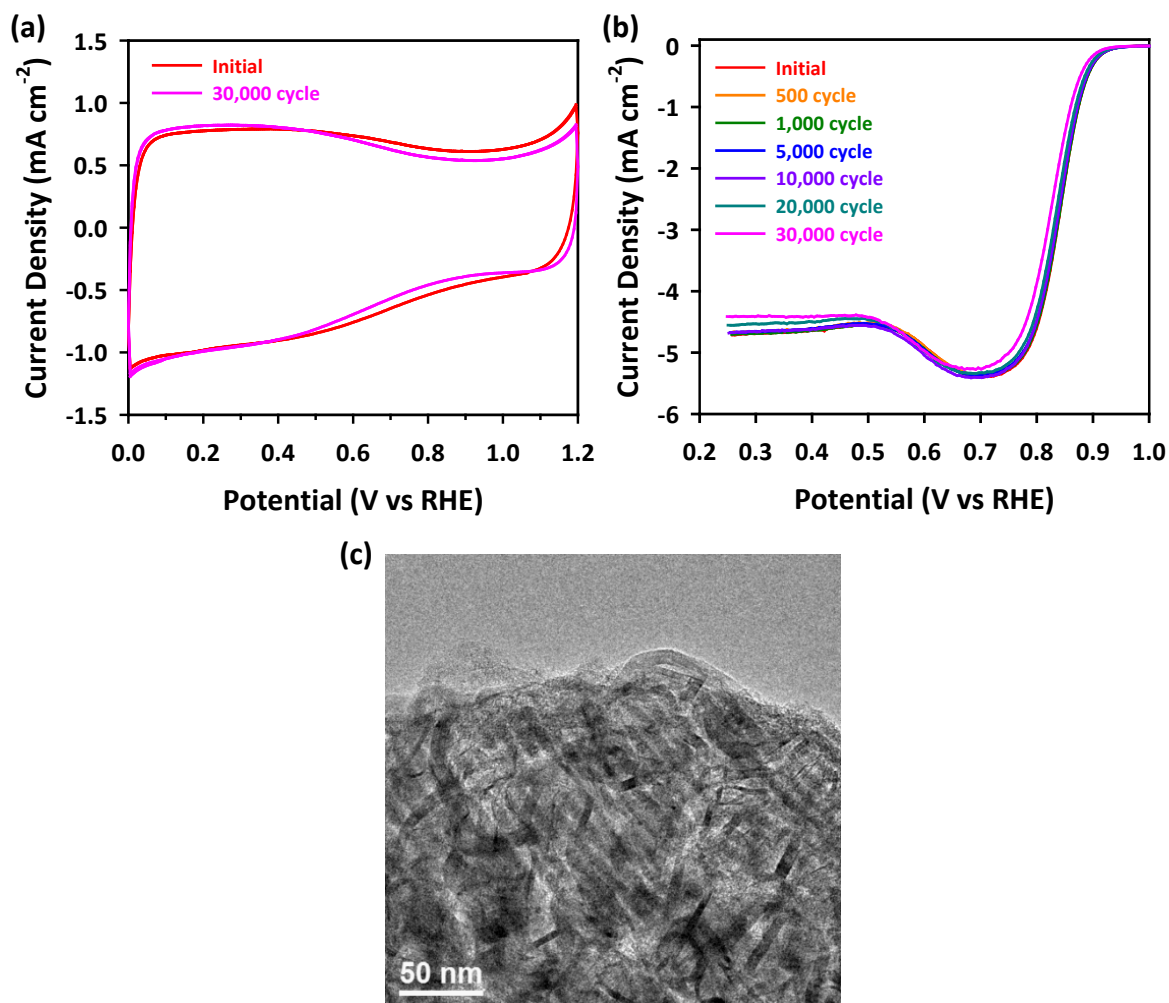 (a)
1.5
1.0
0.5
0.0
-0.5
-1.0
-1.5
Current Density (mA cm-2)
Initial
30,000 cycle
0.0 0.2 0.4 0.6 0.8 1.0 1.2
Potential (V vs RHE)
(b)
0
-1
-2
-3
-4
-5
-6
Current Density (mA cm-2)
Initial
500 cycle
1,000 cycle
5,000 cycle
10,000 cycle
20,000 cycle
30,000 cycle
0.2 0.3 0.4 0.5 0.6 0.7 0.8 0.9 1.0
Potential (V vs RHE)
(c)
50 nm